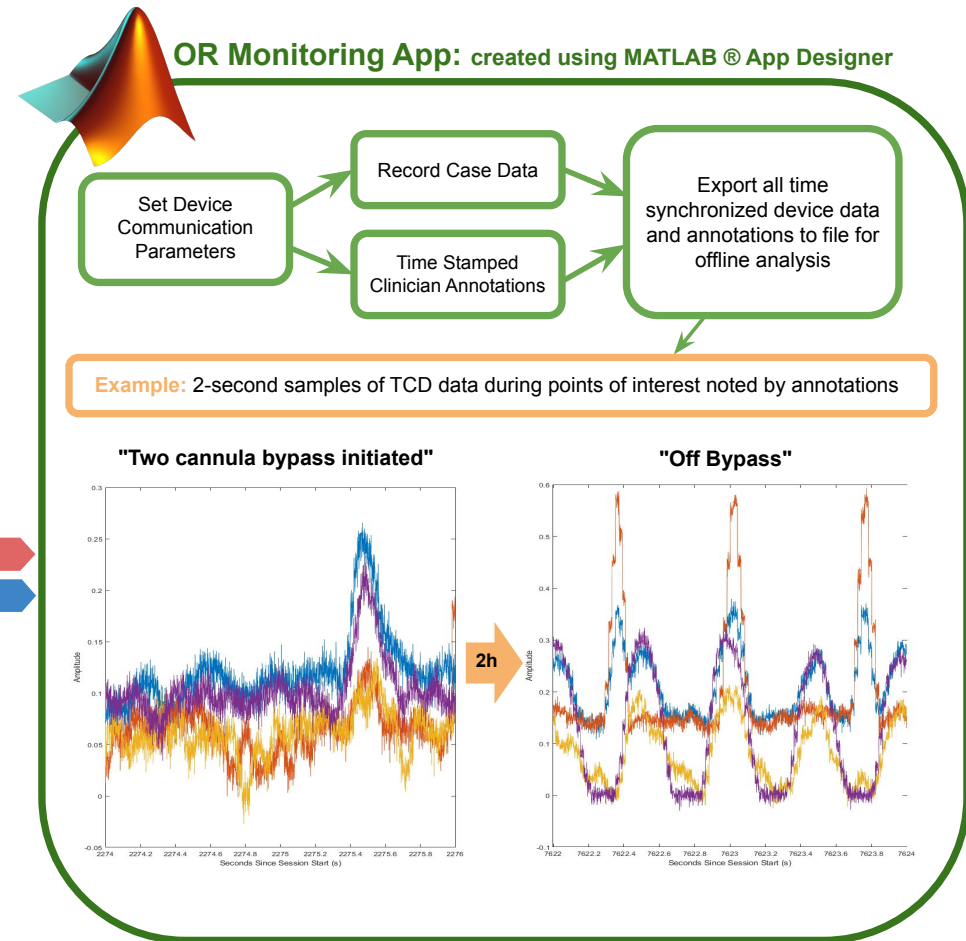 OR Monitoring App: created using MATLAB ® App Designer
Set Device
Communication
Parameters
Record Case Data
Time Stamped
Clinician Annotations
Export all time
synchronized device data
and annotations to file for
offline analysis
Example: 2-second samples of TCD data during points of interest noted by annotations
"Two cannula bypass initiated"
0.3
0.25
0.2
0.15
0.1
0.05
0
-0.05
Amplitude
2274 2274.2 2274.4 2274.6 2274.8 2275 2275.2 2275.4 2275.6 2275.8 2276
Seconds Since Session Start (s)
2h
"Off Bypass"
0.6
0.5
0.4
0.3
0.2
0.1
0
-0.1
Amplitude
7622 7622.2 7622.4 7622.6 7622.8 7623 7623.2 7623.4 7623.6 7623.8 7624
Seconds Since Session Start (s)